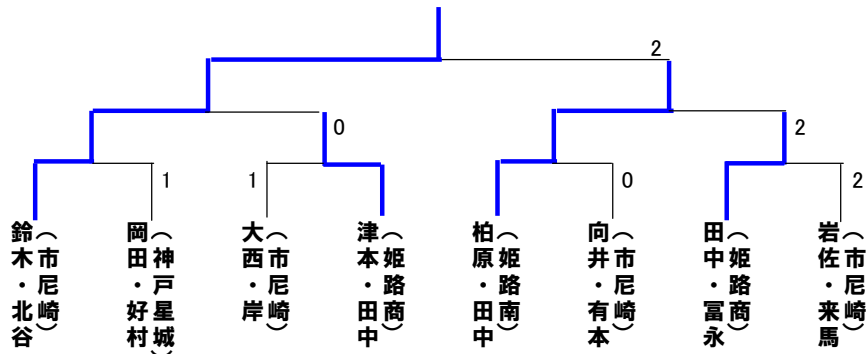 2
0
2
1
1
0
2
鈴木・北谷
(市尼崎)
岡田・好村
(神戸星城)
大西・岸
(市尼崎)
津本・田中
(姫路商)
柏原・田中
(姫路南)
向井・有本
(市尼崎)
田中・冨永
(姫路商)
岩佐・来馬
(市尼崎)